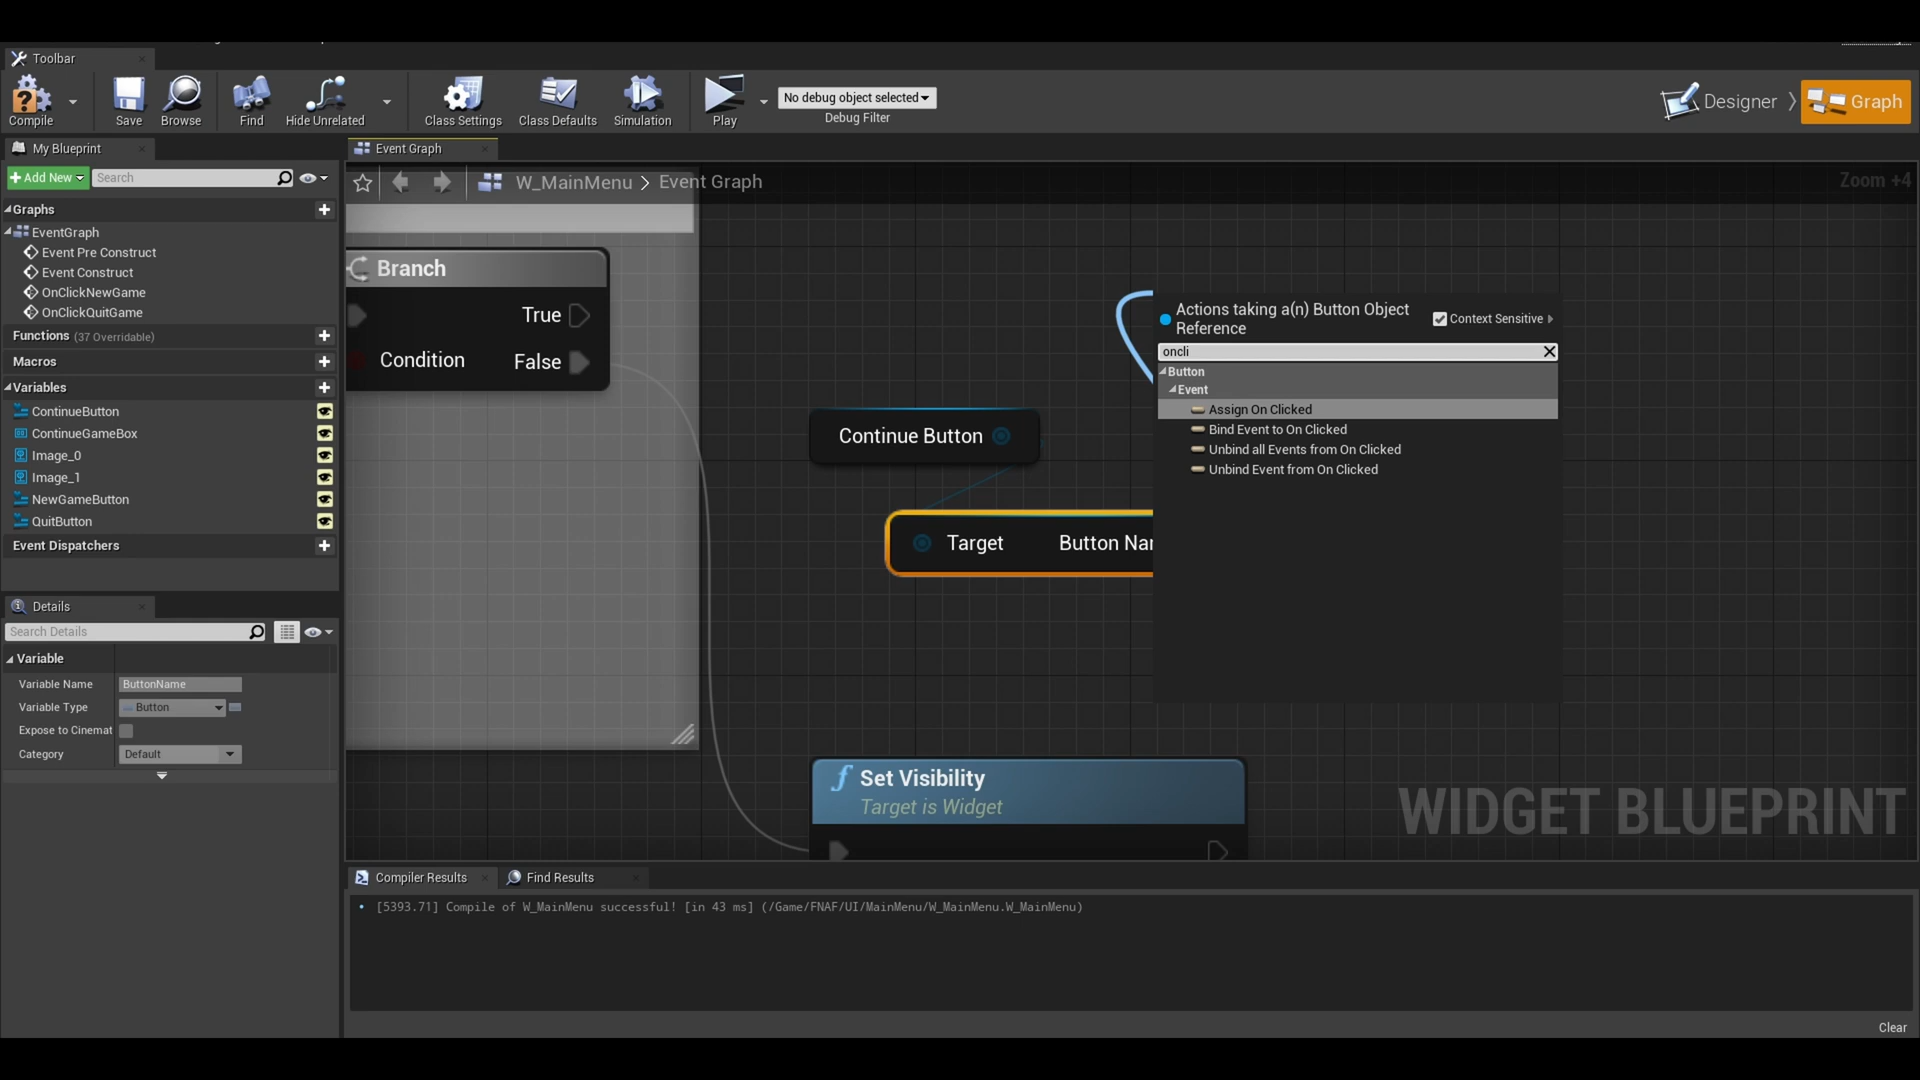 Toolbar
Compile
Save
Browse
Find
Hide Unrelated
Class Settings
Class Defaults
Simulation
Play
No debug object selected
Debug Filter
Designer
Graph
My Blueprint
Event Graph
Add New
Search
W_MainMenu > Event Graph
Zoom +4
Graphs
EventGraph
Event Pre Construct
Event Construct
OnClickNewGame
OnClickQuitGame
Functions (37 Overridable)
Macros
Variables
ContinueButton
ContinueGameBox
Image_0
Image_1
NewGameButton
QuitButton
Event Dispatchers
Branch
True
Condition
False
Continue Button
Target
Button Nar
Actions taking a(n) Button Object
Reference
Context Sensitive
oncli
Button
Event
Assign On Clicked
Bind Event to On Clicked
Unbind all Events from On Clicked
Unbind Event from On Clicked
Details
Search Details
Variable
Variable Name
ButtonName
Variable Type
Button
Expose to Cinemat
Category
Default
Set Visibility
Target is Widget
WIDGET BLUEPRINT
Compiler Results
Find Results
[5393.71] Compile of W_MainMenu successful! [in 43 ms] (/Game/FNAF/UI/MainMenu/W_MainMenu.W_MainMenu)
Clear